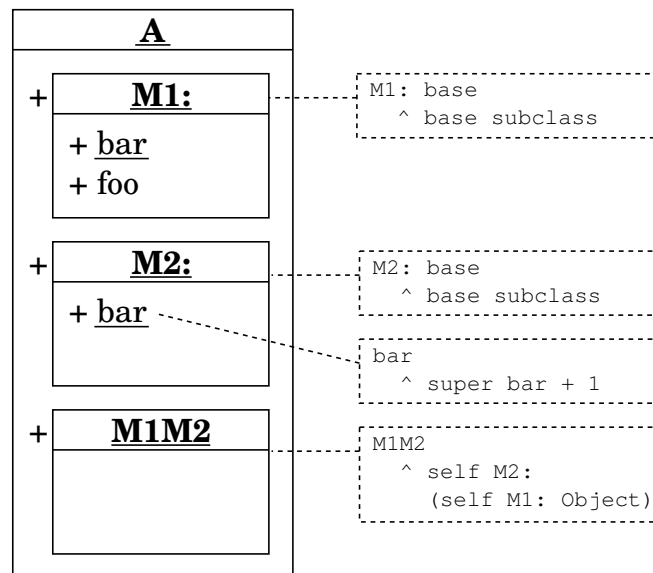 A
+ M1:
+ bar
+ foo
M1: base
^ base subclass
+ M2:
+ bar
M2: base
^ base subclass
bar
^ super bar + 1
+ M1M2
M1M2
^ self M2:
(self M1: Object)